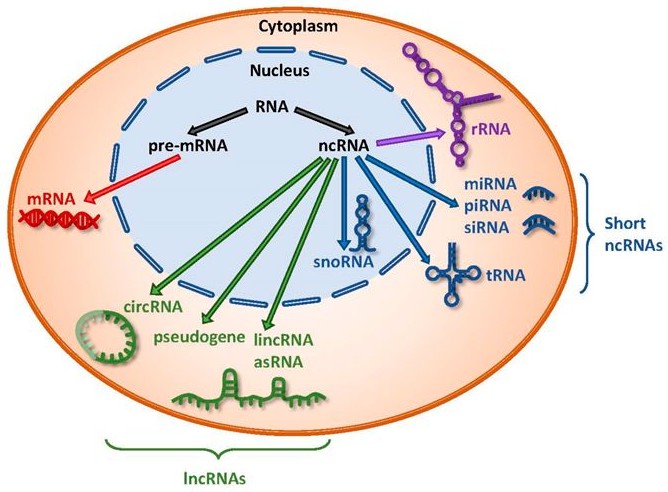 Cytoplasm
Nucleus
RNA
pre-mRNA
ncRNA
rRNA
mRNA
miRNA
piRNA
siRNA
Short
ncRNAs
snoRNA
tRNA
circRNA
pseudogene
lincRNA
asRNA
lncRNAs